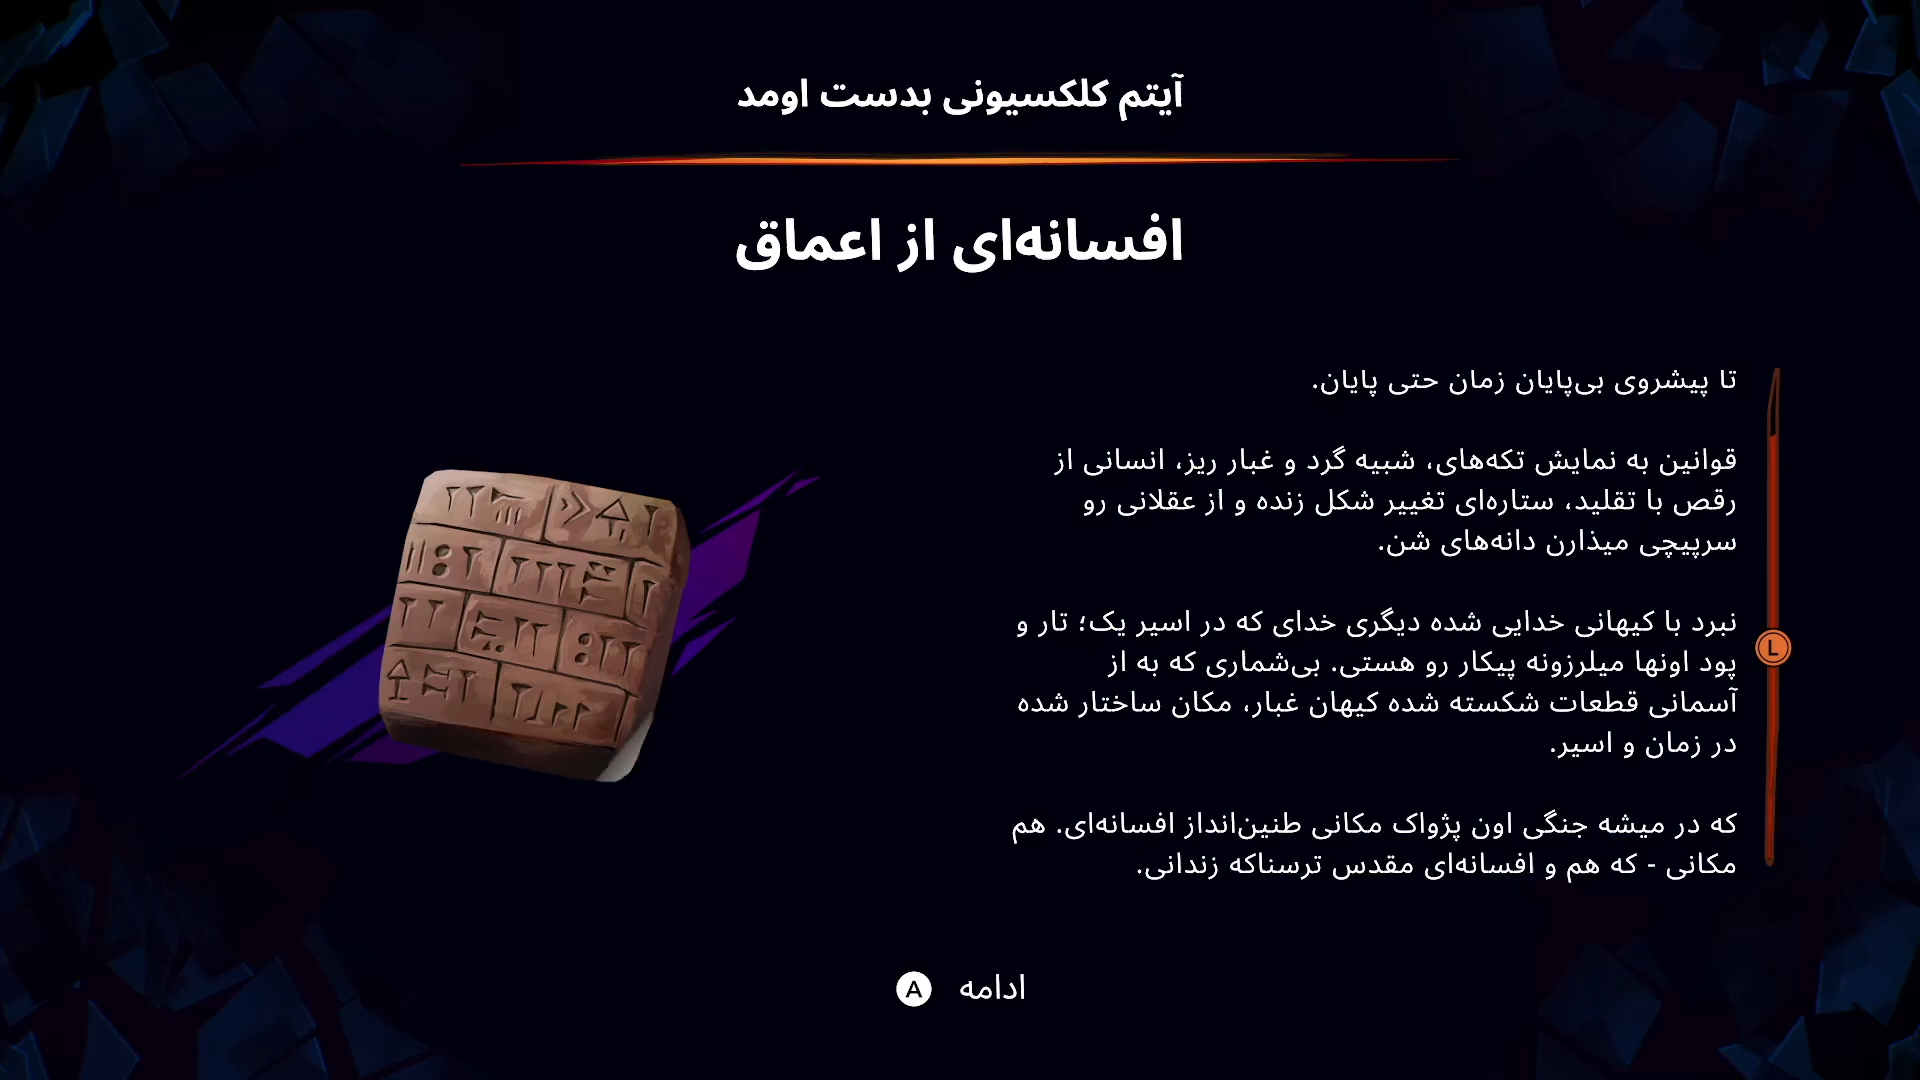 آیتم کلکسیونی بدست اومد
افسانه‌ای از اعماق
تا پیشروی بی‌پایان زمان حتی پایان.
قوانین به نمایش تکه‌های، شبیه گرد و غبار ریز، انسانی از
رقص با تقلید، ستاره‌ای تغییر شکل زنده و از عقلانی رو
سرپیچی میذارن دانه‌های شن.
نبرد با کیهانی خدایی شده دیگری خدای که در اسیر یک؛ تار و
پود اونها میلرزونه پیکار رو هستی. بی‌شماری که به از
آسمانی قطعات شکسته شده کیهان غبار، مکان ساختار شده
در زمان و اسیر.
که در میشه جنگی اون پژواک مکانی طنین‌انداز افسانه‌ای. هم
مکانی - که هم و افسانه‌ای مقدس ترسناکه زندانی.
L
ادامه A